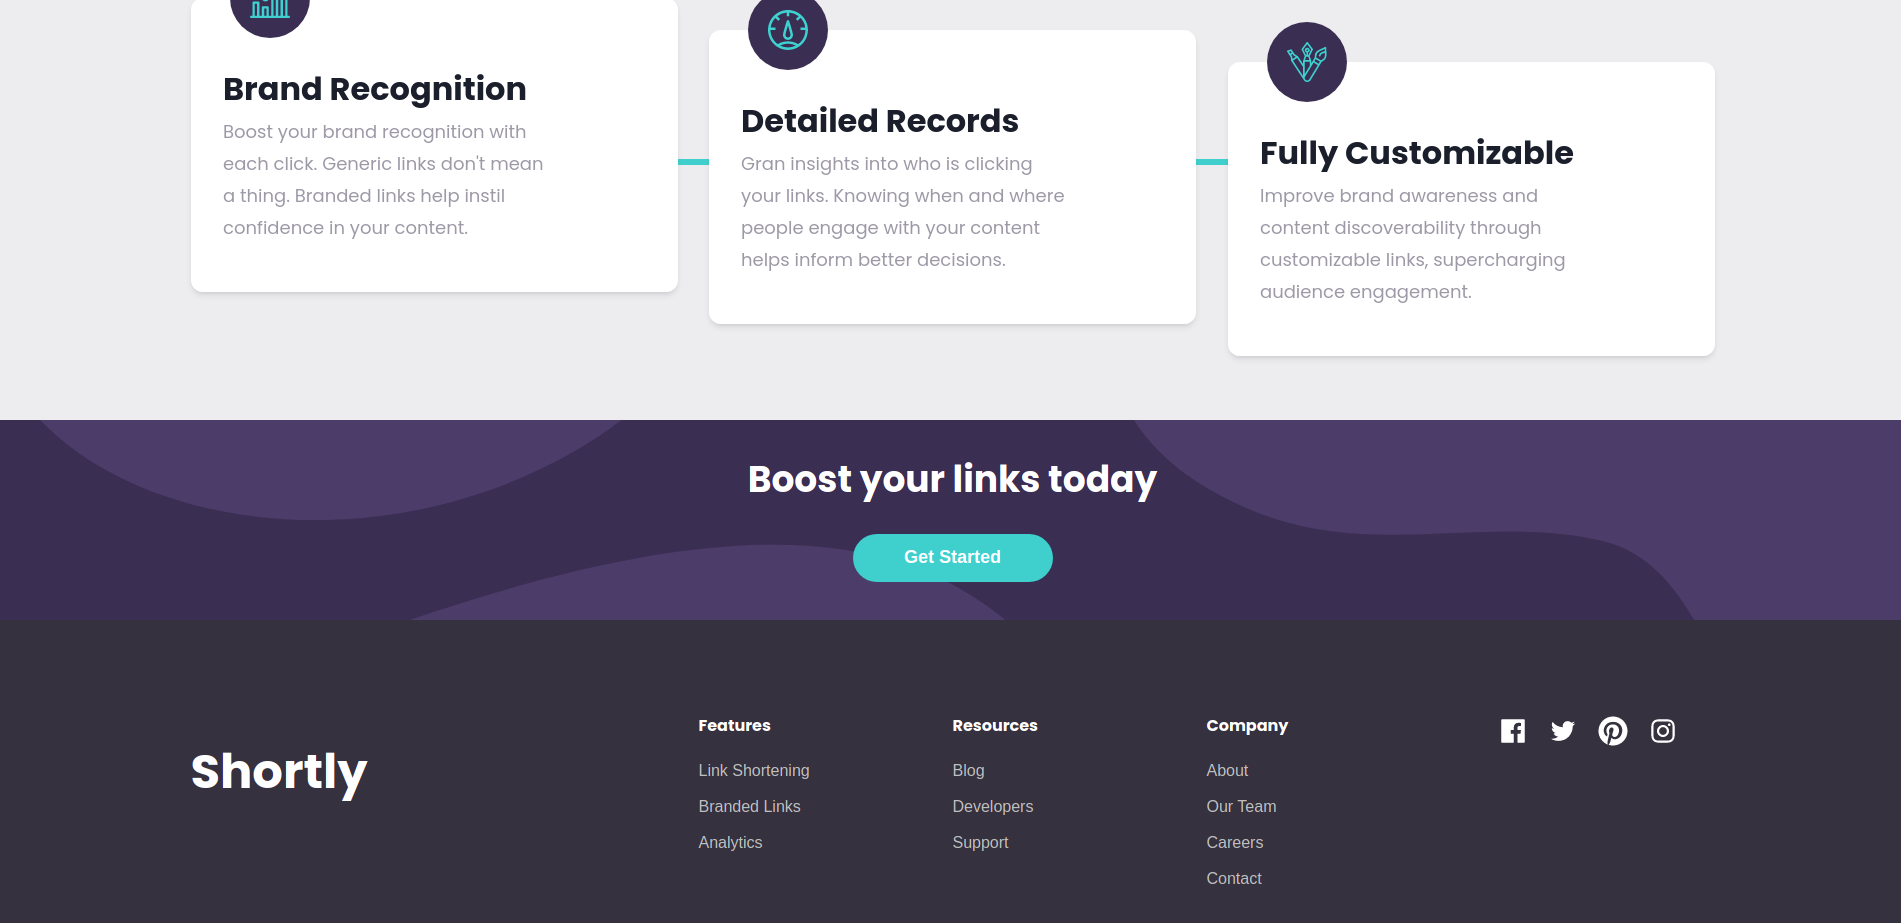 Brand Recognition
Boost your brand recognition with
each click. Generic links don't mean
a thing. Branded links help instil
confidence in your content.
Detailed Records
Gran insights into who is clicking
your links. Knowing when and where
people engage with your content
helps inform better decisions.
Fully Customizable
Improve brand awareness and
content discoverability through
customizable links, supercharging
audience engagement.
Boost your links today
Get Started
Shortly
Features
Link Shortening
Branded Links
Analytics
Resources
Blog
Developers
Support
Company
About
Our Team
Careers
Contact